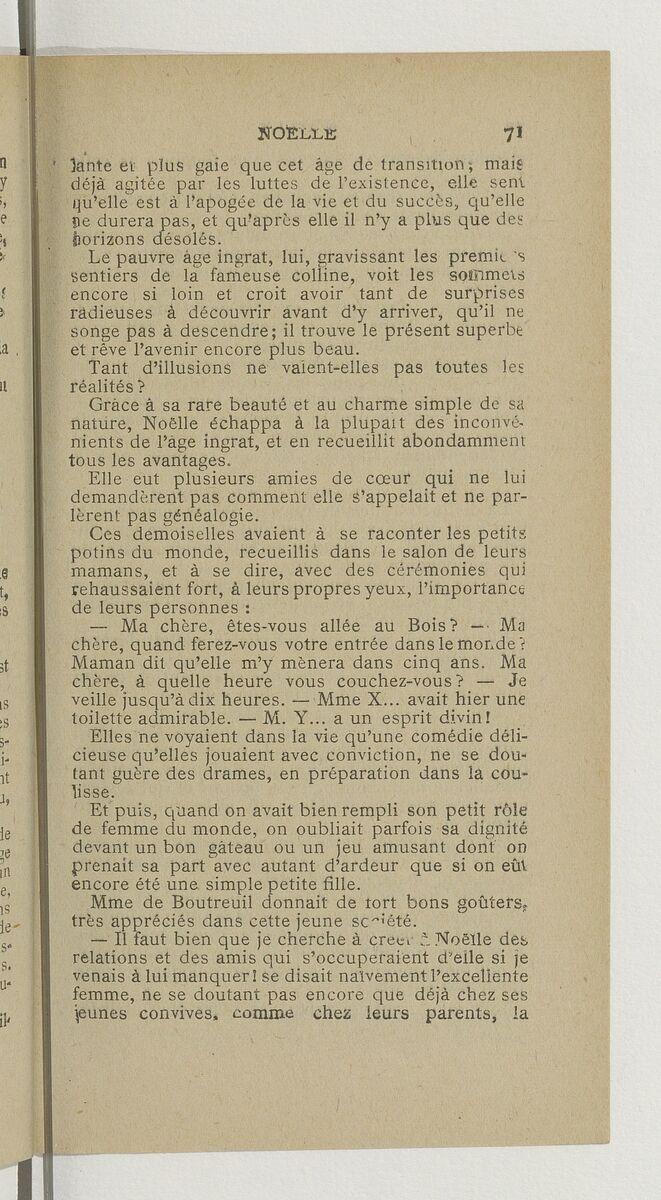 NOELLE 71
lante et plus gaie que cet âge de transition; mais
déjà agitée par les luttes de l'existence, elle sent
qu'elle est à l'apogée de la vie et du succès, qu'elle
ne durera pas, et qu'après elle il n'y a plus que des
horizons désolés.
Le pauvre âge ingrat, lui, gravissant les premiers
sentiers de la fameuse colline, voit les sommets
encore si loin et croit avoir tant de surprises
radieuses à découvrir avant d'y arriver, qu'il ne
songe pas à descendre; il trouve le présent superbe
et rêve l'avenir encore plus beau.
Tant d'illusions ne valent-elles pas toutes les
réalités?
Grâce à sa rare beauté et au charme simple de sa
nature, Noëlle échappa à la plupart des inconvé-
nients de l'âge ingrat, et en recueillit abondamment
tous les avantages.
Elle eut plusieurs amies de cœur qui ne lui
demandèrent pas comment elle s'appelait et ne par-
lèrent pas généalogie.
Ces demoiselles avaient à se raconter les petits
potins du monde, recueillis dans le salon de leurs
mamans, et à se dire, avec des cérémonies qui
rehaussaient fort, à leurs propres yeux, l'importance
de leurs personnes :
— Ma chère, êtes-vous allée au Bois? — Ma
chère, quand ferez-vous votre entrée dans le monde?
Maman dit qu'elle m'y mènera dans cinq ans. Ma
chère, à quelle heure vous couchez-vous? — Je
veille jusqu'à dix heures. — Mme X... avait hier une
toilette admirable. — M. Y... a un esprit divin!
Elles ne voyaient dans la vie qu'une comédie déli-
cieuse qu'elles jouaient avec conviction, ne se dou-
tant guère des drames, en préparation dans la cou-
lisse.
Et puis, quand on avait bien rempli son petit rôle
de femme du monde, on oubliait parfois sa dignité
devant un bon gâteau ou un jeu amusant dont on
prenait sa part avec autant d'ardeur que si on eût
encore été une simple petite fille.
Mme de Boutreuil donnait de fort bons goûters,
très appréciés dans cette jeune société.
— Il faut bien que je cherche à créer à Noëlle des
relations et des amis qui s'occuperaient d'elle si je
venais à lui manquer! se disait naïvement l'excellente
femme, ne se doutant pas encore que déjà chez ses
jeunes convives, comme chez leurs parents, la